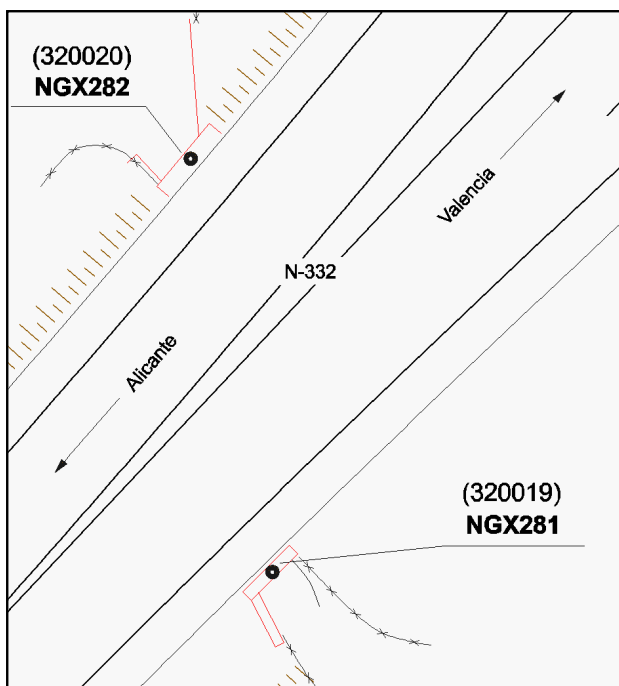 (320020)
NGX282
Valencia
N-332
Alicante
(320019)
NGX281